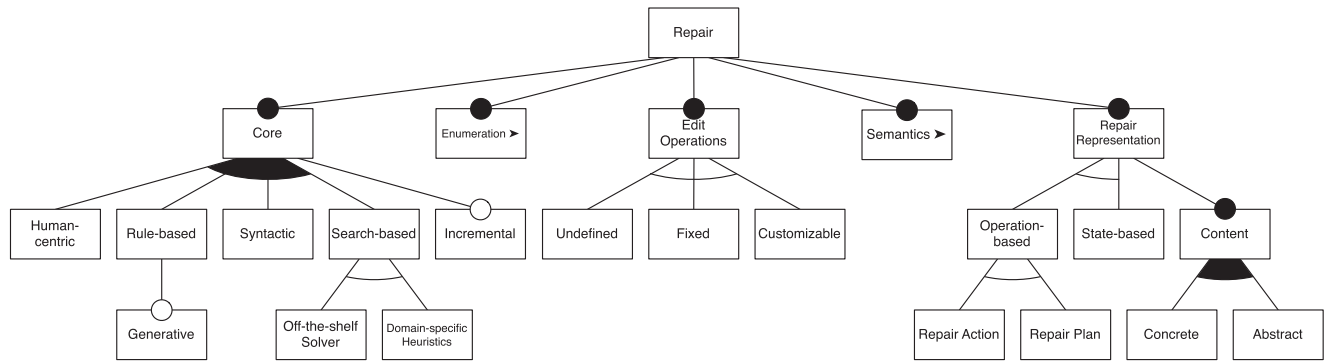 Repair
Core
Enumeration ➤
Edit
Operations
Semantics ➤
Repair
Representation
Human-
centric
Rule-based
Syntactic
Search-based
Incremental
Undefined
Fixed
Customizable
Operation-
based
State-based
Content
Generative
Off-the-shelf
Solver
Domain-specific
Heuristics
Repair Action
Repair Plan
Concrete
Abstract